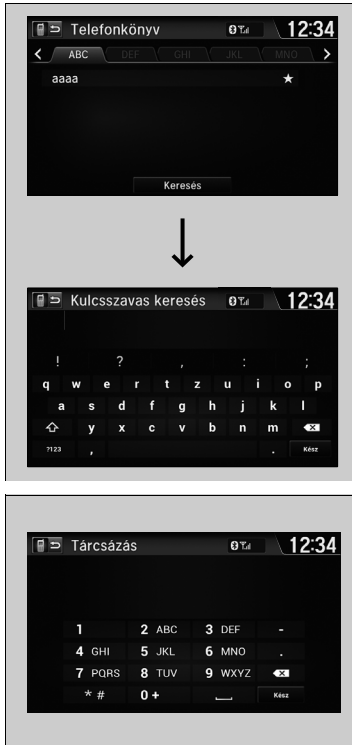 Telefonkönyv 12:34
ABC DEF GHI JKL MNO
aaaa ★
Keresés
Kulcsszavas keresés 12:34
! ? , : ;
q w e r t z u i o p
a s d f g h j k l
y x c v b n m
?123 , . Kész
Tárcsázás 12:34
1 2 ABC 3 DEF -
4 GHI 5 JKL 6 MNO .
7 PQRS 8 TUV 9 WXYZ
* # 0 + Kész